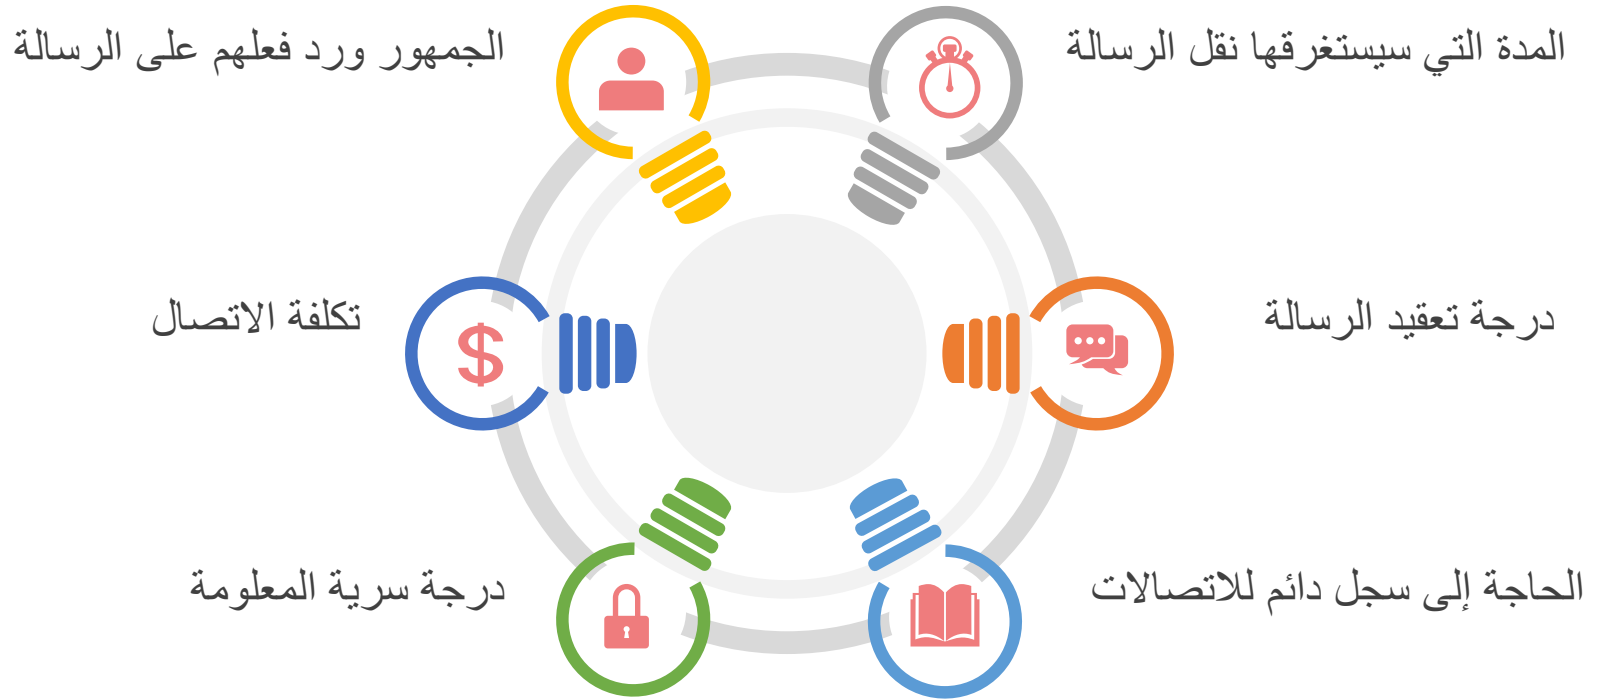 المدة التي سيستغرقها نقل الرسالة
الجمهور ورد فعلهم على الرسالة
درجة تعقيد الرسالة
تكلفة الاتصال
الحاجة إلى سجل دائم للاتصالات
درجة سرية المعلومة